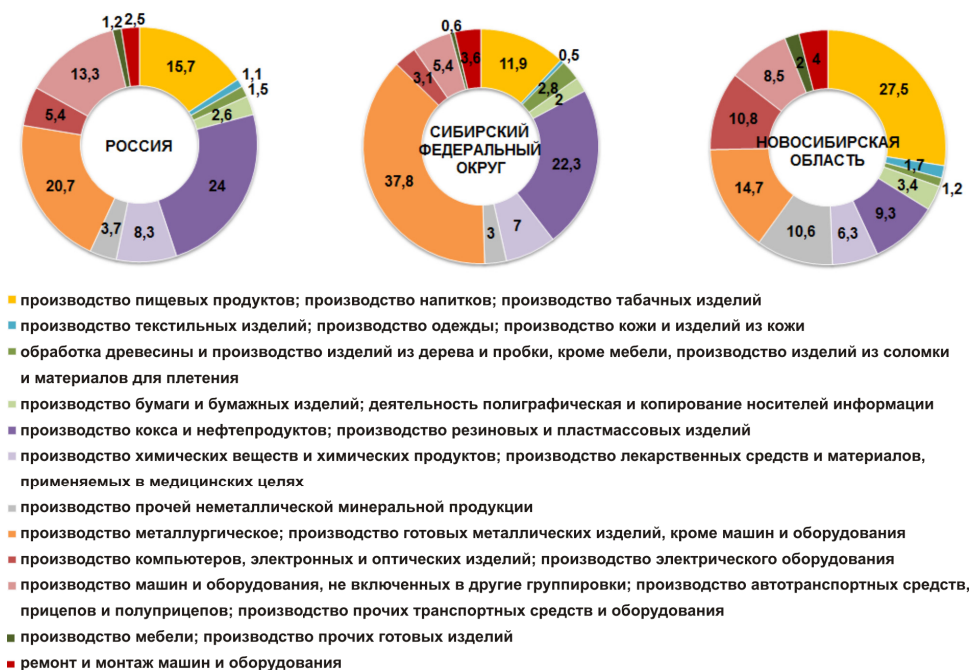 РОССИЯ
1,2
2,5
15,7
1,1
1,5
2,6
24
8,3
3,7
20,7
5,4
13,3
СИБИРСКИЙ
ФЕДЕРАЛЬНЫЙ
ОКРУГ
0,6
3,6
11,9
0,5
2,8
2
22,3
7
3
37,8
3,1
5,4
НОВОСИБИРСКАЯ
ОБЛАСТЬ
2
4
27,5
1,7
1,2
3,4
9,3
6,3
10,6
14,7
10,8
8,5
производство пищевых продуктов; производство напитков; производство табачных изделий
производство текстильных изделий; производство одежды; производство кожи и изделий из кожи
обработка древесины и производство изделий из дерева и пробки, кроме мебели, производство изделий из соломки
и материалов для плетения
производство бумаги и бумажных изделий; деятельность полиграфическая и копирование носителей информации
производство кокса и нефтепродуктов; производство резиновых и пластмассовых изделий
производство химических веществ и химических продуктов; производство лекарственных средств и материалов,
применяемых в медицинских целях
производство прочей неметаллической минеральной продукции
производство металлургическое; производство готовых металлических изделий, кроме машин и оборудования
производство компьютеров, электронных и оптических изделий; производство электрического оборудования
производство машин и оборудования, не включенных в другие группировки; производство автотранспортных средств,
прицепов и полуприцепов; производство прочих транспортных средств и оборудования
производство мебели; производство прочих готовых изделий
ремонт и монтаж машин и оборудования